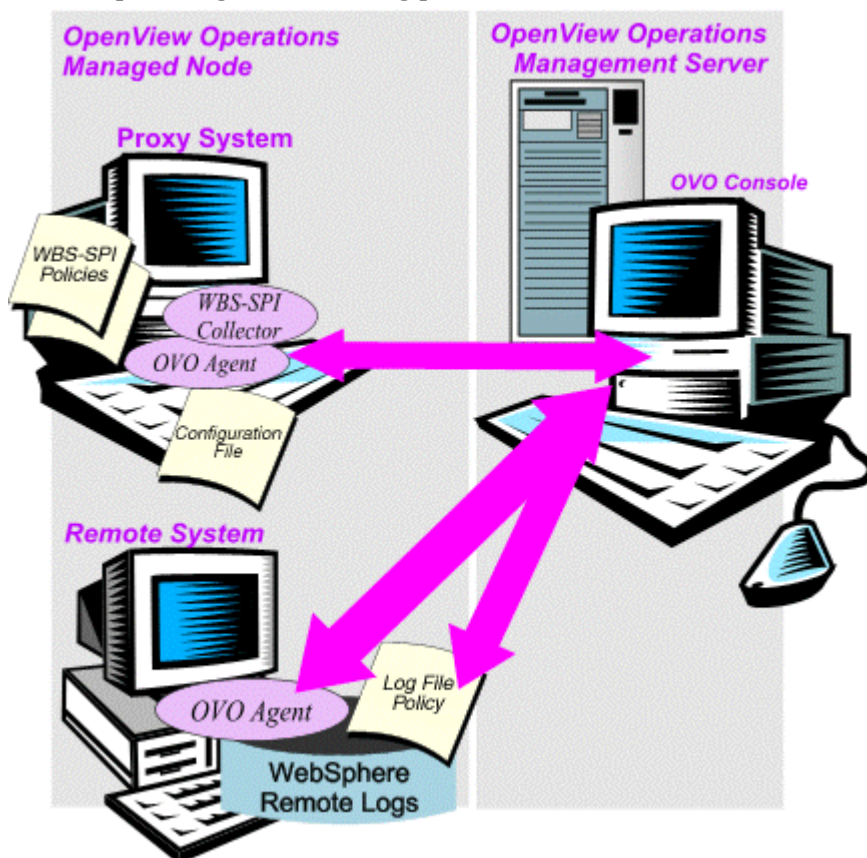 OpenView Operations
Managed Node
OpenView Operations
Management Server
Proxy System
OVO Console
WBS-SPI
Policies
WBS-SPI
Collector
OVO Agent
Configuration
File
Remote System
Log File
Policy
OVO Agent
WebSphere
Remote Logs